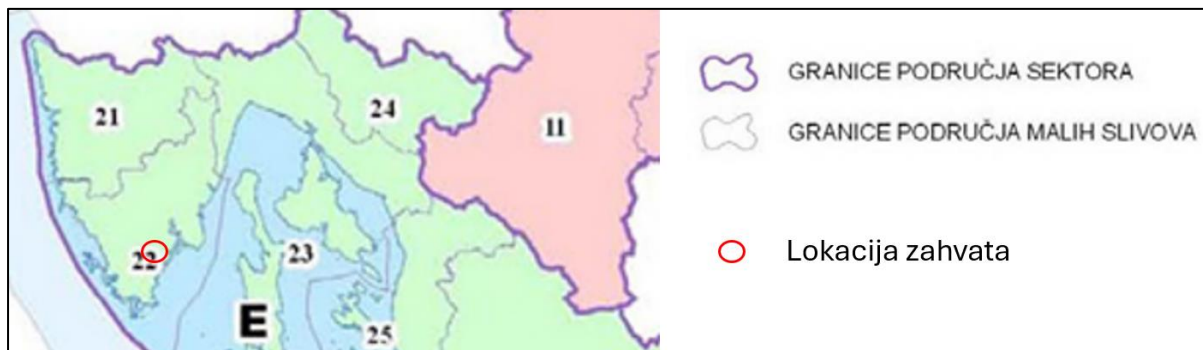 21
24
11
22
23
E
25
GRANICE PODRUČJA SEKTORA
GRANICE PODRUČJA MALIH SLIVOVA
Lokacija zahvata